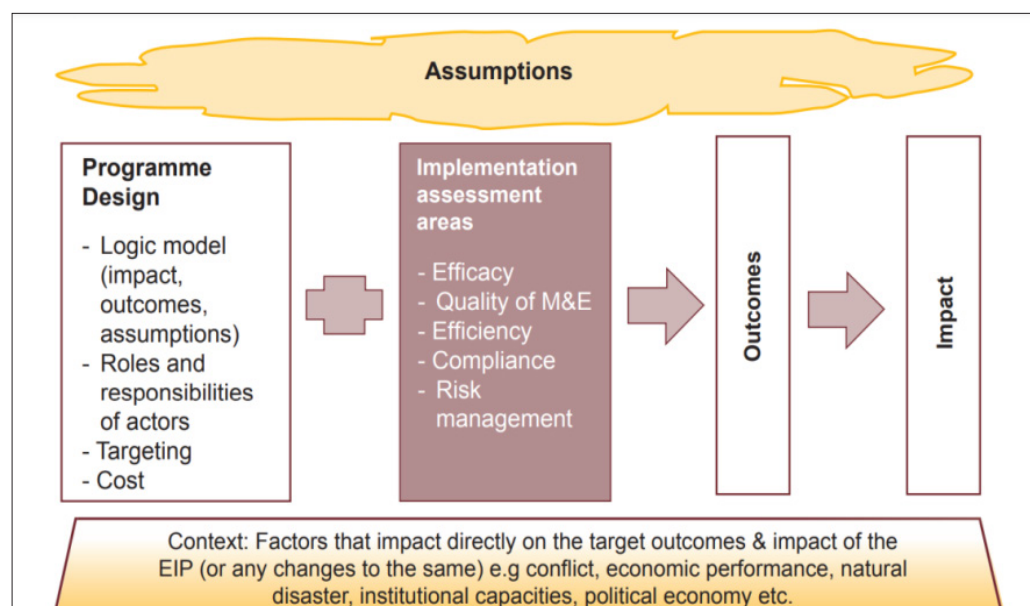 Assumptions
Programme
Design
- Logic model
(impact,
outcomes,
assumptions)
- Roles and
responsibilities
of actors
- Targeting
- Cost
Implementation
assessment
areas
- Efficacy
- Quality of M&E
- Efficiency
- Compliance
- Risk
management
Outcomes
Impact
Context: Factors that impact directly on the target outcomes & impact of the
EIP (or any changes to the same) e.g conflict, economic performance, natural
disaster, institutional capacities, political economy etc.